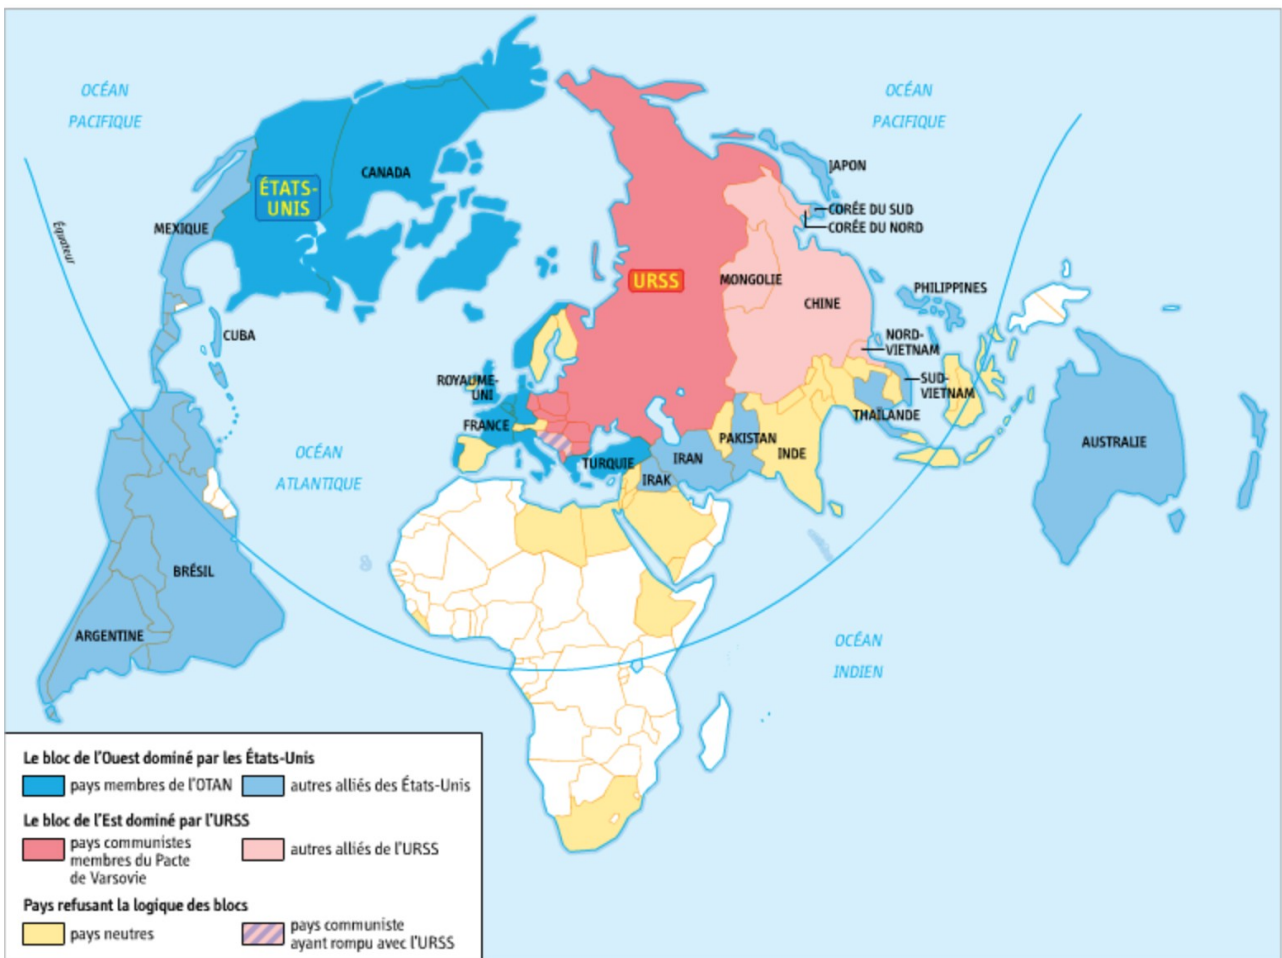 OCÉAN
PACIFIQUE
OCÉAN
PACIFIQUE
CANADA
JAPON
ÉTATS-
UNIS
CORÉE DU SUD
CORÉE DU NORD
MEXIQUE
Équateur
URSS
MONGOLIE
CHINE
PHILIPPINES
CUBA
NORD-
VIETNAM
ROYAUME-
UNI
SUD-
VIETNAM
THAÏLANDE
FRANCE
PAKISTAN
INDE
AUSTRALIE
OCÉAN
ATLANTIQUE
TURQUIE
IRAN
IRAK
BRÉSIL
ARGENTINE
OCÉAN
INDIEN
Le bloc de l'Ouest dominé par les États-Unis
pays membres de l'OTAN
autres alliés des États-Unis
Le bloc de l'Est dominé par l'URSS
pays communistes
membres du Pacte
de Varsovie
autres alliés de l'URSS
Pays refusant la logique des blocs
pays neutres
pays communiste
ayant rompu avec l'URSS